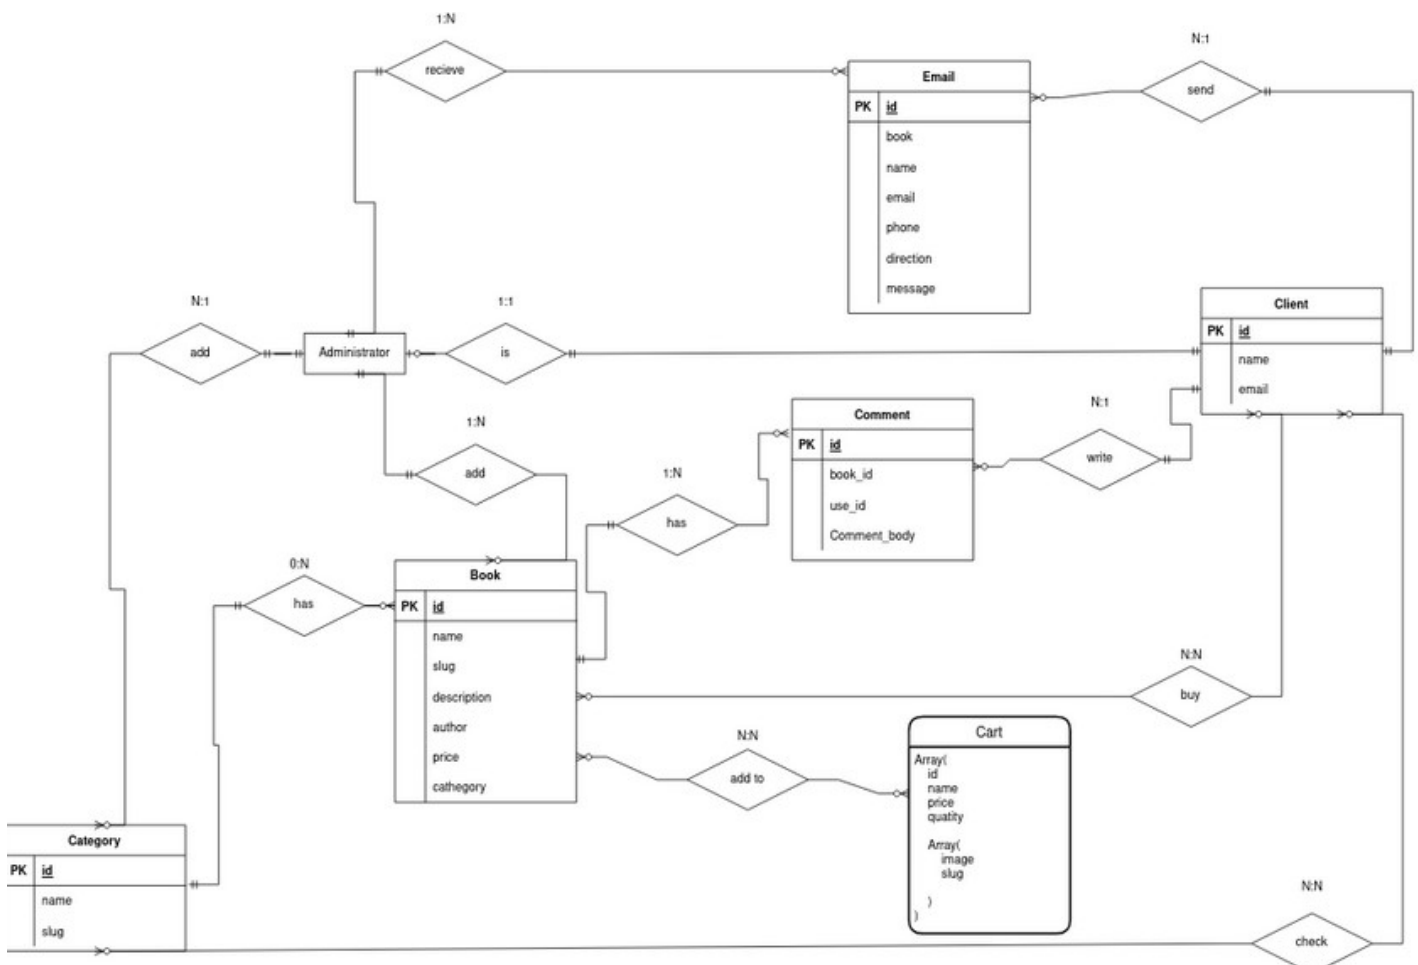 1:N
recieve
N:1
send
Email
PK id
book
name
email
phone
direction
message
N:1
add
Administrator
1:1
is
Client
PK id
name
email
1:N
add
Comment
PK id
book_id
use_id
Comment_body
N:1
write
1:N
has
0:N
has
Book
PK id
name
slug
description
author
price
cathegory
N:N
buy
N:N
add to
Cart
Array(
id
name
price
quatity
Array(
image
slug
)
)
Category
PK id
name
slug
N:N
check